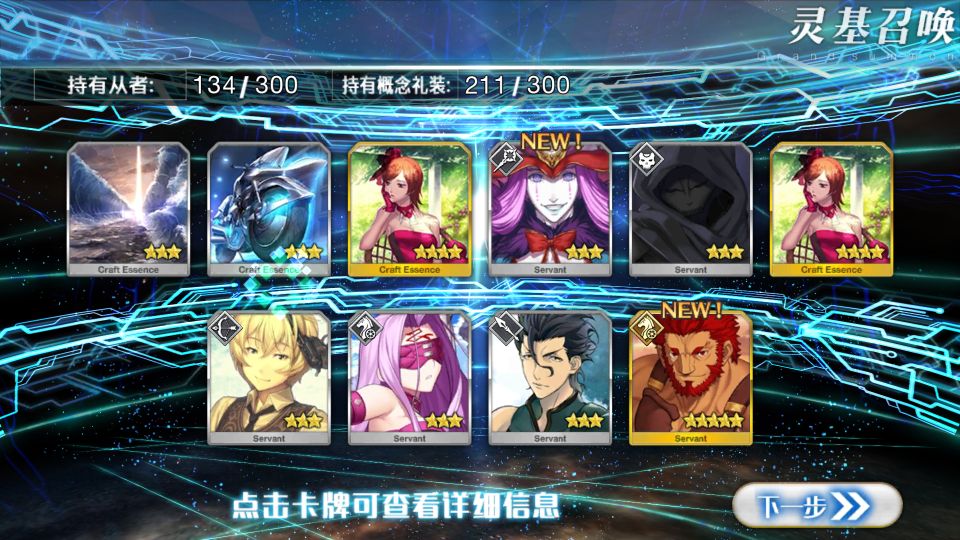 灵基召唤
Grand summon
持有从者: 134/300 持有概念礼装: 211/300
NEW!
Craft Essence Craft Essence Craft Essence Servant Servant Craft Essence
NEW!
Servant Servant Servant Servant
点击卡牌可查看详细信息
下一步